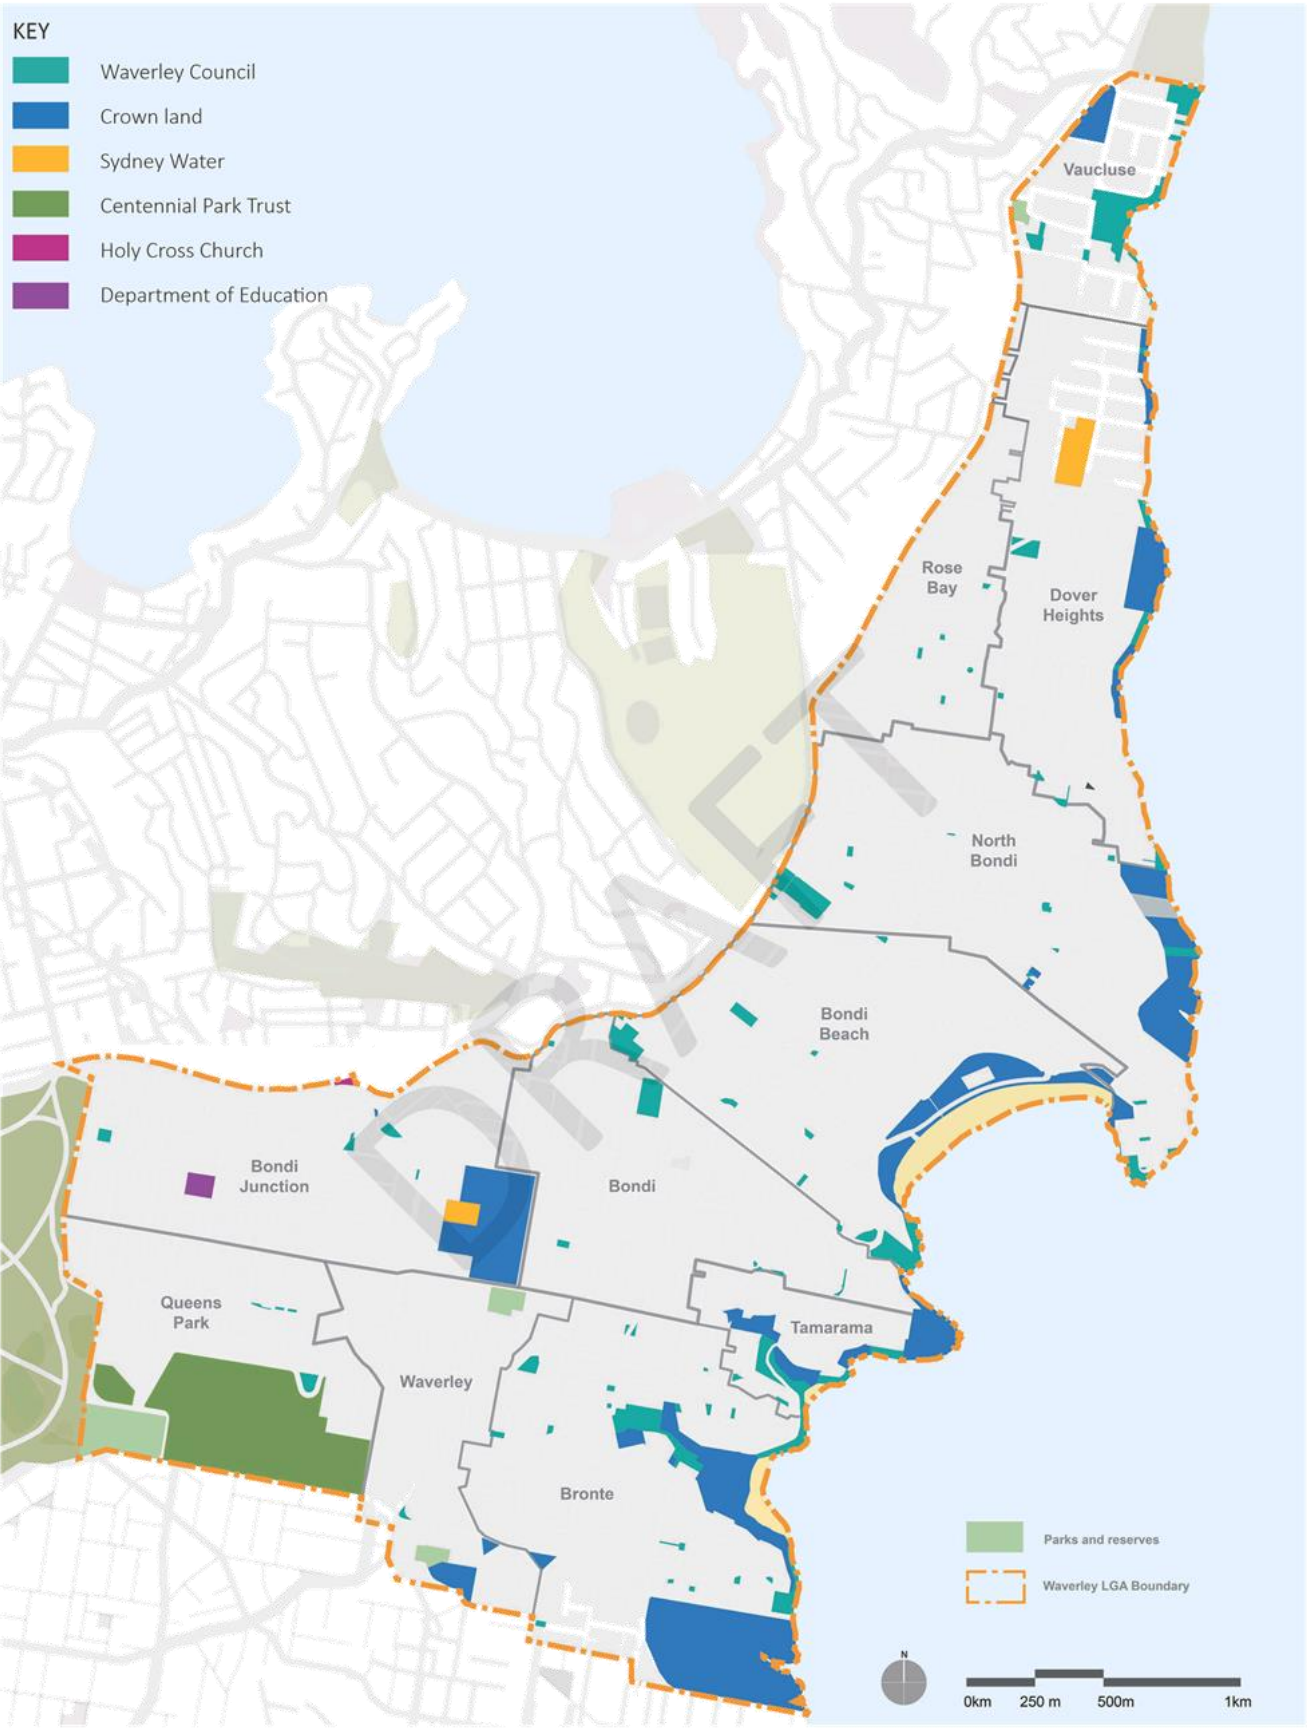 KEY
Waverley Council
Crown land
Sydney Water
Centennial Park Trust
Holy Cross Church
Department of Education
Vaucluse
Rose
Bay
Dover
Heights
North
Bondi
Bondi
Beach
Bondi
Junction
Bondi
Queens
Park
Tamarama
Waverley
Bronte
DRAFT
Parks and reserves
Waverley LGA Boundary
N
0km 250 m 500m 1km